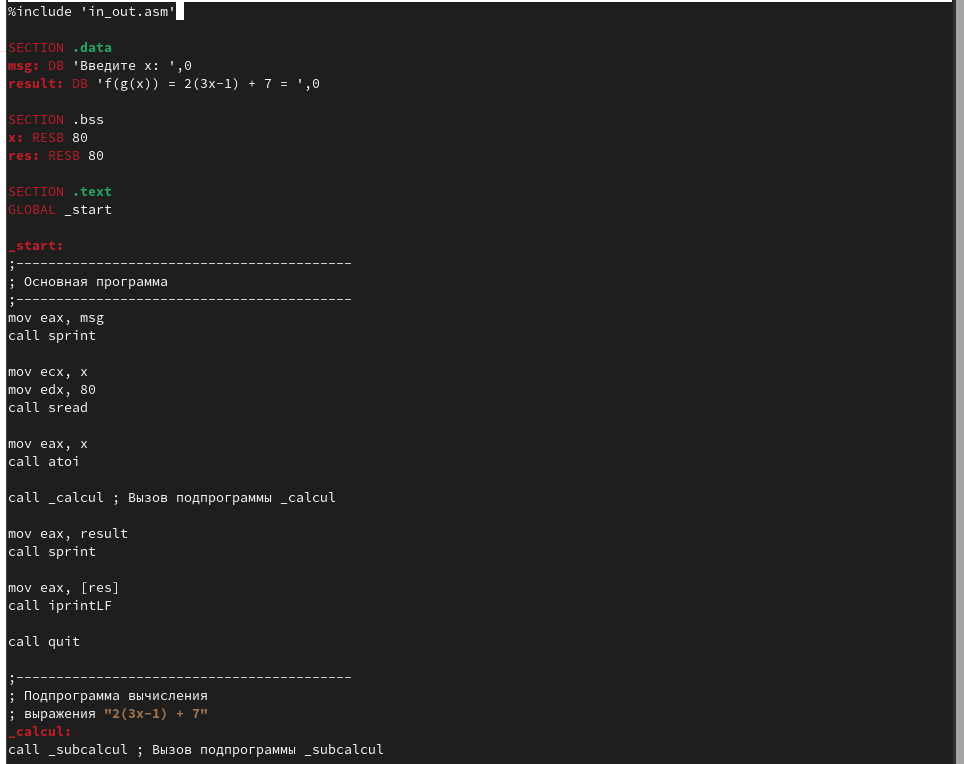 %include 'in_out.asm'
SECTION .data
msg: DB 'Введите x: ',0
result: DB 'f(g(x)) = 2(3x-1) + 7 = ',0
SECTION .bss
x: RESB 80
res: RESB 80
SECTION .text
GLOBAL _start
_start:
;------------------------------------------
; Основная программа
;------------------------------------------
mov eax, msg
call sprint
mov ecx, x
mov edx, 80
call sread
mov eax, x
call atoi
call _calcul ; Вызов подпрограммы _calcul
mov eax, result
call sprint
mov eax, [res]
call iprintLF
call quit
;------------------------------------------
; Подпрограмма вычисления
; выражения "2(3x-1) + 7"
_calcul:
call _subcalcul ; Вызов подпрограммы _subcalcul